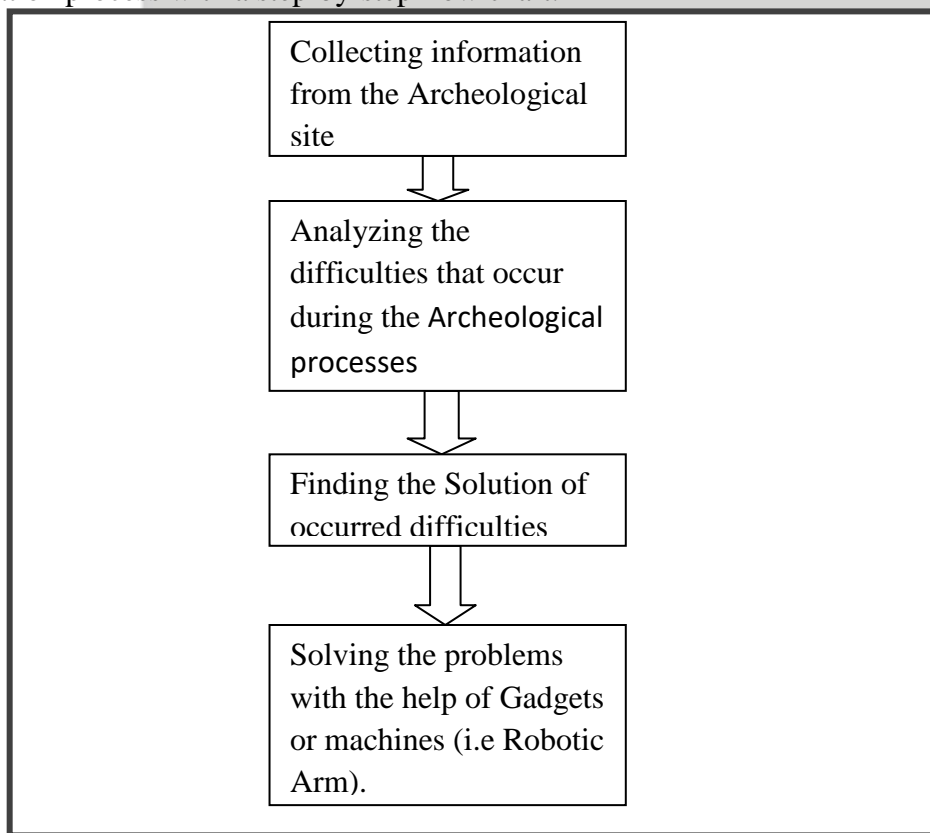 Collecting information
from the Archeological
site
Analyzing the
difficulties that occur
during the Archeological
processes
Finding the Solution of
occurred difficulties
Solving the problems
with the help of Gadgets
or machines (i.e Robotic
Arm).